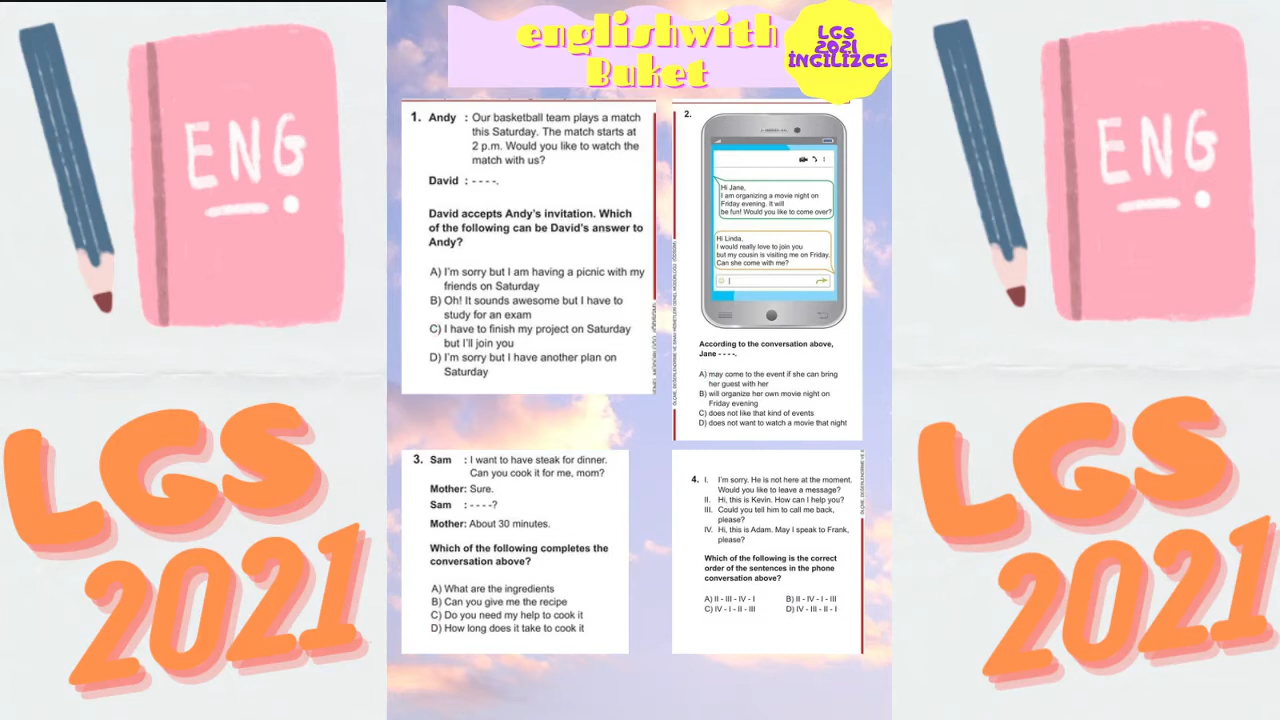 ENG
LGS
2021
englishwith
Buket
LGS
2021
İNGİLİZCE
1. Andy : Our basketball team plays a match
this Saturday. The match starts at
2 p.m. Would you like to watch the
match with us?
David : - - - -.
David accepts Andy's invitation. Which
of the following can be David's answer to
Andy?
A) I'm sorry but I am having a picnic with my
friends on Saturday
B) Oh! It sounds awesome but I have to
study for an exam
C) I have to finish my project on Saturday
but I'll join you
D) I'm sorry but I have another plan on
Saturday
2.
Hi Jane,
I am organizing a movie night on
Friday evening. It will
be fun! Would you like to come over?
Hi Linda,
I would really love to join you
but my cousin is visiting me on Friday.
Can she come with me?
According to the conversation above,
Jane - - - -.
A) may come to the event if she can bring
her guest with her
B) will organize her own movie night on
Friday evening
C) does not like that kind of events
D) does not want to watch a movie that night
3. Sam : I want to have steak for dinner.
Can you cook it for me, mom?
Mother: Sure.
Sam : - - - -?
Mother: About 30 minutes.
Which of the following completes the
conversation above?
A) What are the ingredients
B) Can you give me the recipe
C) Do you need my help to cook it
D) How long does it take to cook it
4. I. I'm sorry. He is not here at the moment.
Would you like to leave a message?
II. Hi, this is Kevin. How can I help you?
III. Could you tell him to call me back,
please?
IV. Hi, this is Adam. May I speak to Frank,
please?
Which of the following is the correct
order of the sentences in the phone
conversation above?
A) II - III - IV - I B) II - IV - I - III
C) IV - I - II - III D) IV - III - II - I
ENG
LGS
2021